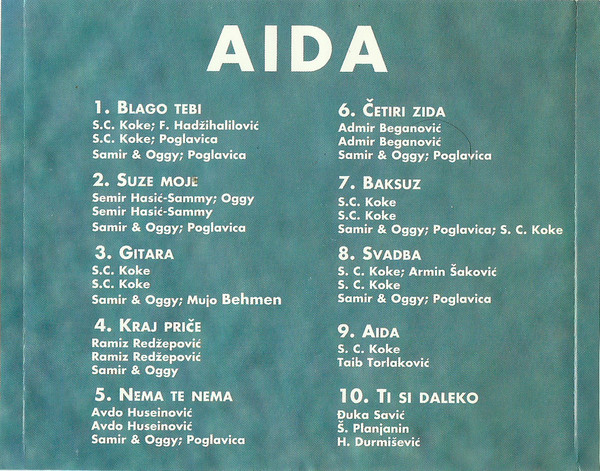 AIDA
1. BLAGO TEBI
S.C. Koke; F. Hadžihalilović
S.C. Koke; Poglavica
Samir & Oggy; Poglavica
2. SUZE MOJE
Semir Hasić-Sammy; Oggy
Semir Hasić-Sammy
Samir & Oggy; Poglavica
3. GITARA
S.C. Koke
S.C. Koke
Samir & Oggy; Mujo Behmen
4. KRAJ PRIČE
Ramiz Redžepović
Ramiz Redžepović
Samir & Oggy
5. NEMA TE NEMA
Avdo Huseinović
Avdo Huseinović
Samir & Oggy; Poglavica
6. ČETIRI ZIDA
Admir Beganović
Admir Beganović
Samir & Oggy; Poglavica
7. BAKSUZ
S.C. Koke
S.C. Koke
Samir & Oggy; Poglavica; S. C. Koke
8. SVADBA
S. C. Koke; Armin Šaković
S. C. Koke
Samir & Oggy; Poglavica
9. AIDA
S. C. Koke
Taib Torlaković
10. TI SI DALEKO
Đuka Savić
Š. Planjanin
H. Durmišević